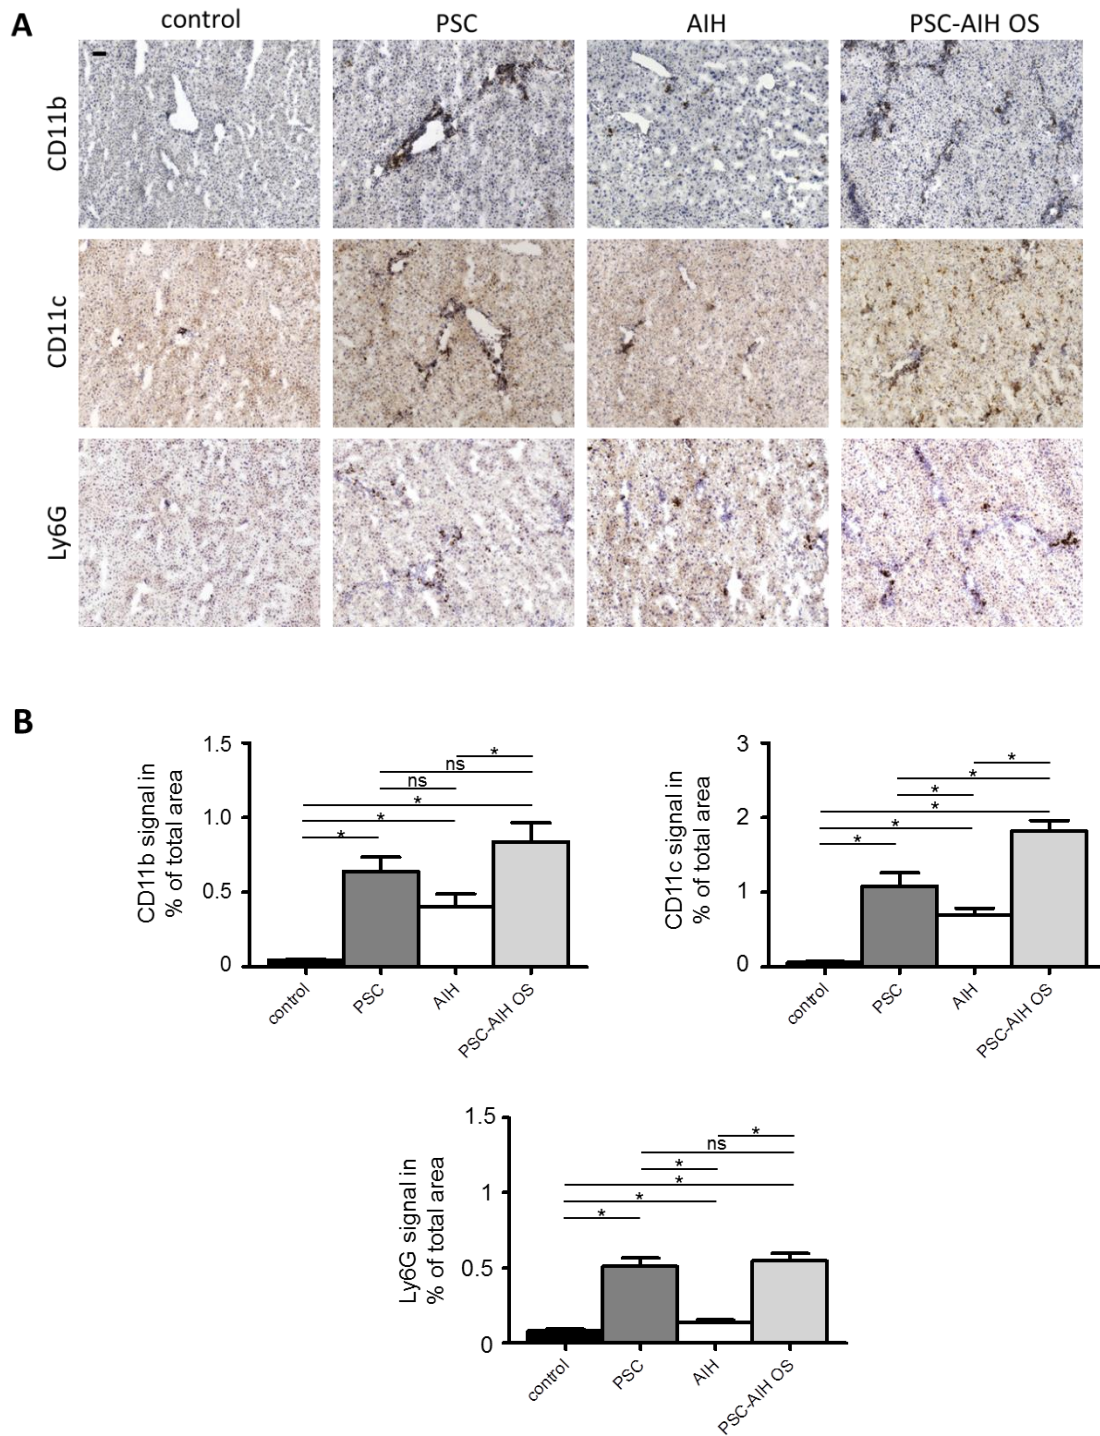 A
control PSC AIH PSC-AIH OS
CD11b
CD11c
Ly6G
B
CD11b signal in
% of total area
1.5
1.0
0.5
0
*
ns
ns
*
*
*
control PSC AIH PSC-AIH OS
CD11c signal in
% of total area
3
2
1
0
*
*
*
*
*
*
control PSC AIH PSC-AIH OS
Ly6G signal in
% of total area
1.5
1
0.5
0
*
ns
*
*
*
*
control PSC AIH PSC-AIH OS